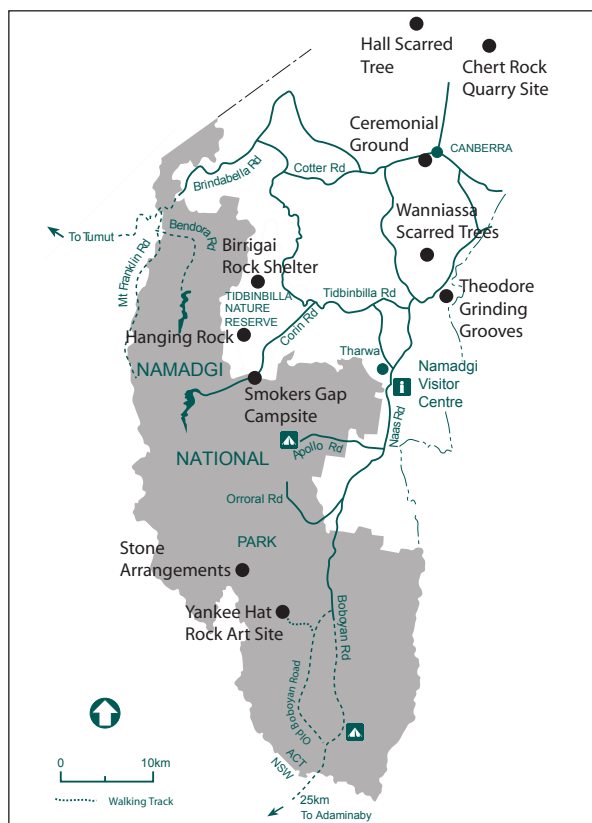 Hall Scarred
Tree
Chert Rock
Quarry Site
Ceremonial
Ground
CANBERRA
Brindabella Rd
Cotter Rd
Wanniassa
Scarred Trees
To Tumut
Bendora Rd
Mt Franklin Rd
Birrigai
Rock Shelter
TIDBINBILLA
NATURE
RESERVE
Tidbinbilla Rd
Theodore
Grinding
Grooves
Corin Rd
Hanging Rock
Tharwa
NAMADGI
Namadgi
Visitor
Centre
i
Smokers Gap
Campsite
Naas Rd
NATIONAL
Apollo Rd
Orroral Rd
PARK
Stone
Arrangements
Yankee Hat
Rock Art Site
Boboyan Rd
Old Boboyan Road
ACT
NSW
0 10km
Walking Track
25km
To Adaminaby